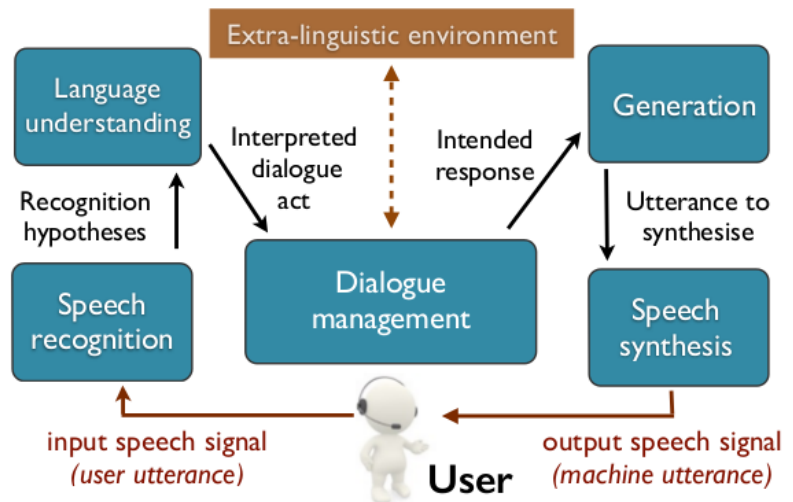 Extra-linguistic environment
Language
understanding
Generation
Interpreted
dialogue
act
Intended
response
Recognition
hypotheses
Utterance to
synthesise
Dialogue
management
Speech
recognition
Speech
synthesis
input speech signal
(user utterance)
User
output speech signal
(machine utterance)